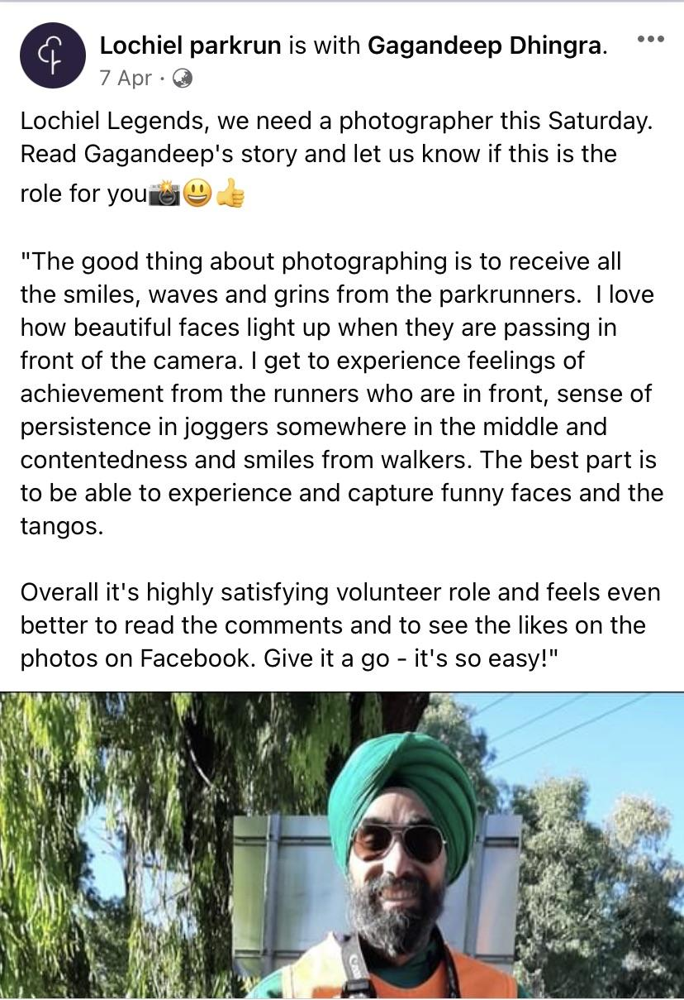 Lochiel parkrun is with Gagandeep Dhingra.
7 Apr ·
Lochiel Legends, we need a photographer this Saturday.
Read Gagandeep's story and let us know if this is the
role for you📸😃👍
"The good thing about photographing is to receive all
the smiles, waves and grins from the parkrunners.  I love
how beautiful faces light up when they are passing in
front of the camera. I get to experience feelings of
achievement from the runners who are in front, sense of
persistence in joggers somewhere in the middle and
contentedness and smiles from walkers. The best part is
to be able to experience and capture funny faces and the
tangos.
Overall it's highly satisfying volunteer role and feels even
better to read the comments and to see the likes on the
photos on Facebook. Give it a go - it's so easy!"